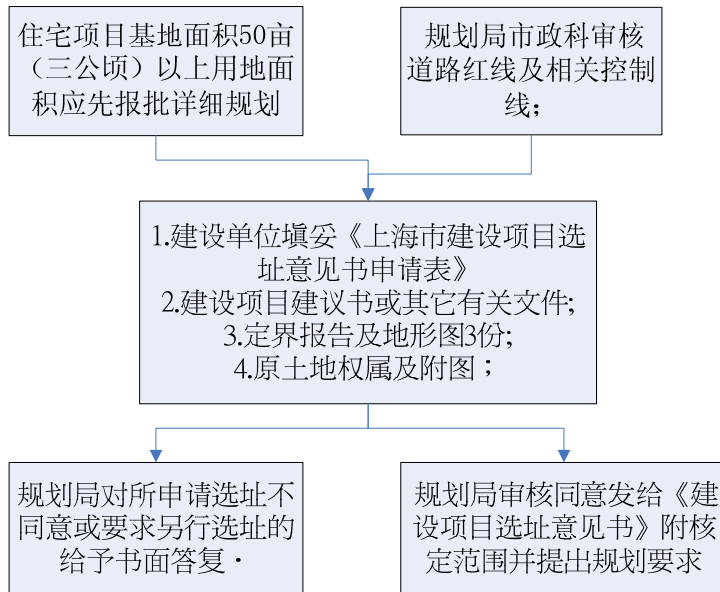 住宅项目基地面积50亩
（三公顷）以上用地面
积应先报批详细规划
规划局市政科审核
道路红线及相关控制
线；
1.建设单位填妥《上海市建设项目选
址意见书申请表》
2.建设项目建议书或其它有关文件;
3.定界报告及地形图3份;
4.原土地权属及附图；
规划局对所申请选址不
同意或要求另行选址的
给予书面答复·
规划局审核同意发给《建
设项目选址意见书》附核
定范围并提出规划要求